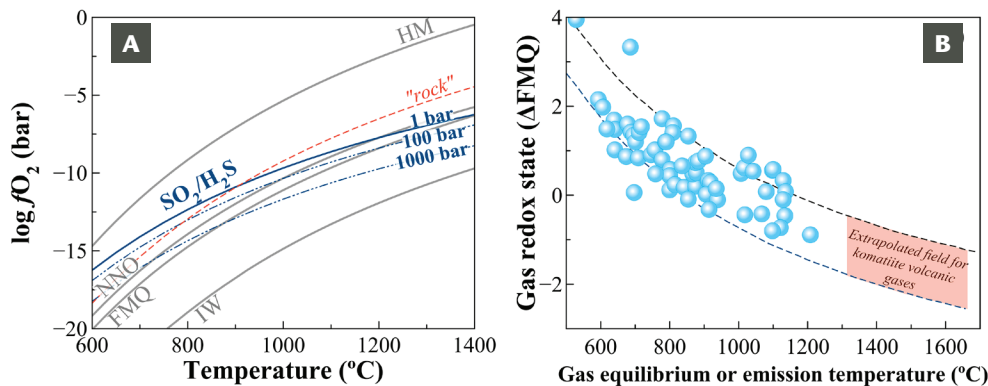 A
0
−5
−10
−15
−20
600
800
1000
1200
1400
log fO2 (bar)
Temperature (ºC)
HM
"rock"
1 bar
100 bar
1000 bar
SO2/H2S
NNO
FMQ
IW
B
4
2
0
−2
600
800
1000
1200
1400
1600
Gas redox state (ΔFMQ)
Gas equilibrium or emission temperature (ºC)
Extrapolated field for
komatiite volcanic
gases